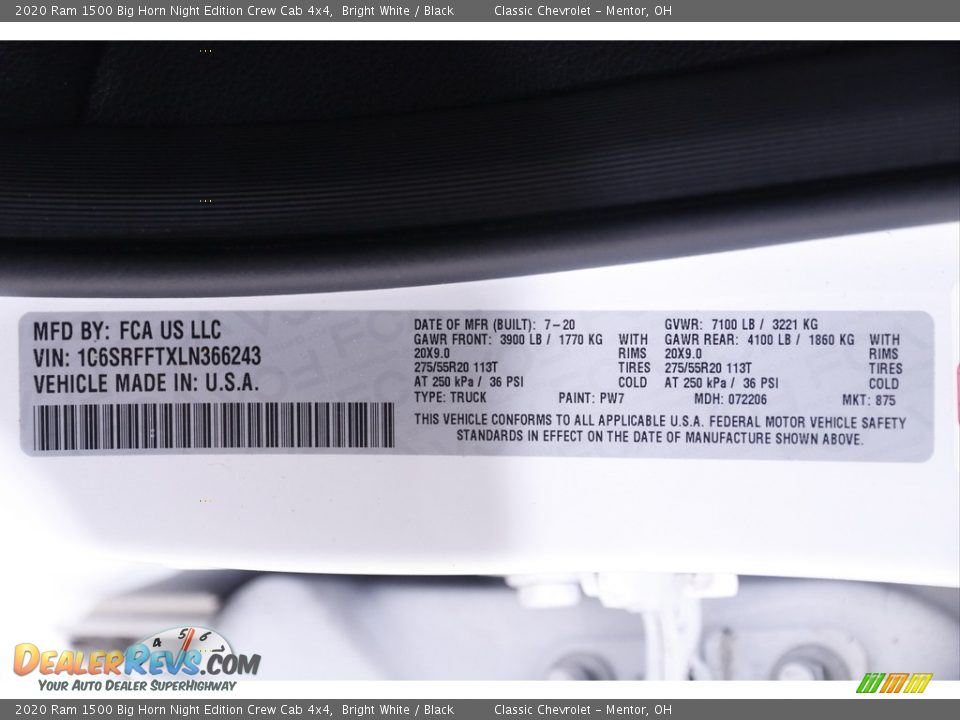 2020 Ram 1500 Big Horn Night Edition Crew Cab 4x4, Bright White / Black Classic Chevrolet – Mentor, OH
MFD BY: FCA US LLC
VIN: 1C6SRFFTXLN366243
VEHICLE MADE IN: U.S.A.
DATE OF MFR (BUILT): 7-20 GVWR: 7100 LB / 3221 KG
GAWR FRONT: 3900 LB / 1770 KG WITH GAWR REAR: 4100 LB / 1860 KG WITH
20X9.0 RIMS 20X9.0 RIMS
275/55R20 113T TIRES 275/55R20 113T TIRES
AT 250 kPa / 36 PSI COLD AT 250 kPa / 36 PSI COLD
TYPE: TRUCK PAINT: PW7 MDH: 072206 MKT: 875
THIS VEHICLE CONFORMS TO ALL APPLICABLE U.S.A. FEDERAL MOTOR VEHICLE SAFETY
STANDARDS IN EFFECT ON THE DATE OF MANUFACTURE SHOWN ABOVE.
4 5 6
DEALERREVS.COM
YOUR AUTO DEALER SUPERHIGHWAY
2020 Ram 1500 Big Horn Night Edition Crew Cab 4x4, Bright White / Black Classic Chevrolet – Mentor, OH